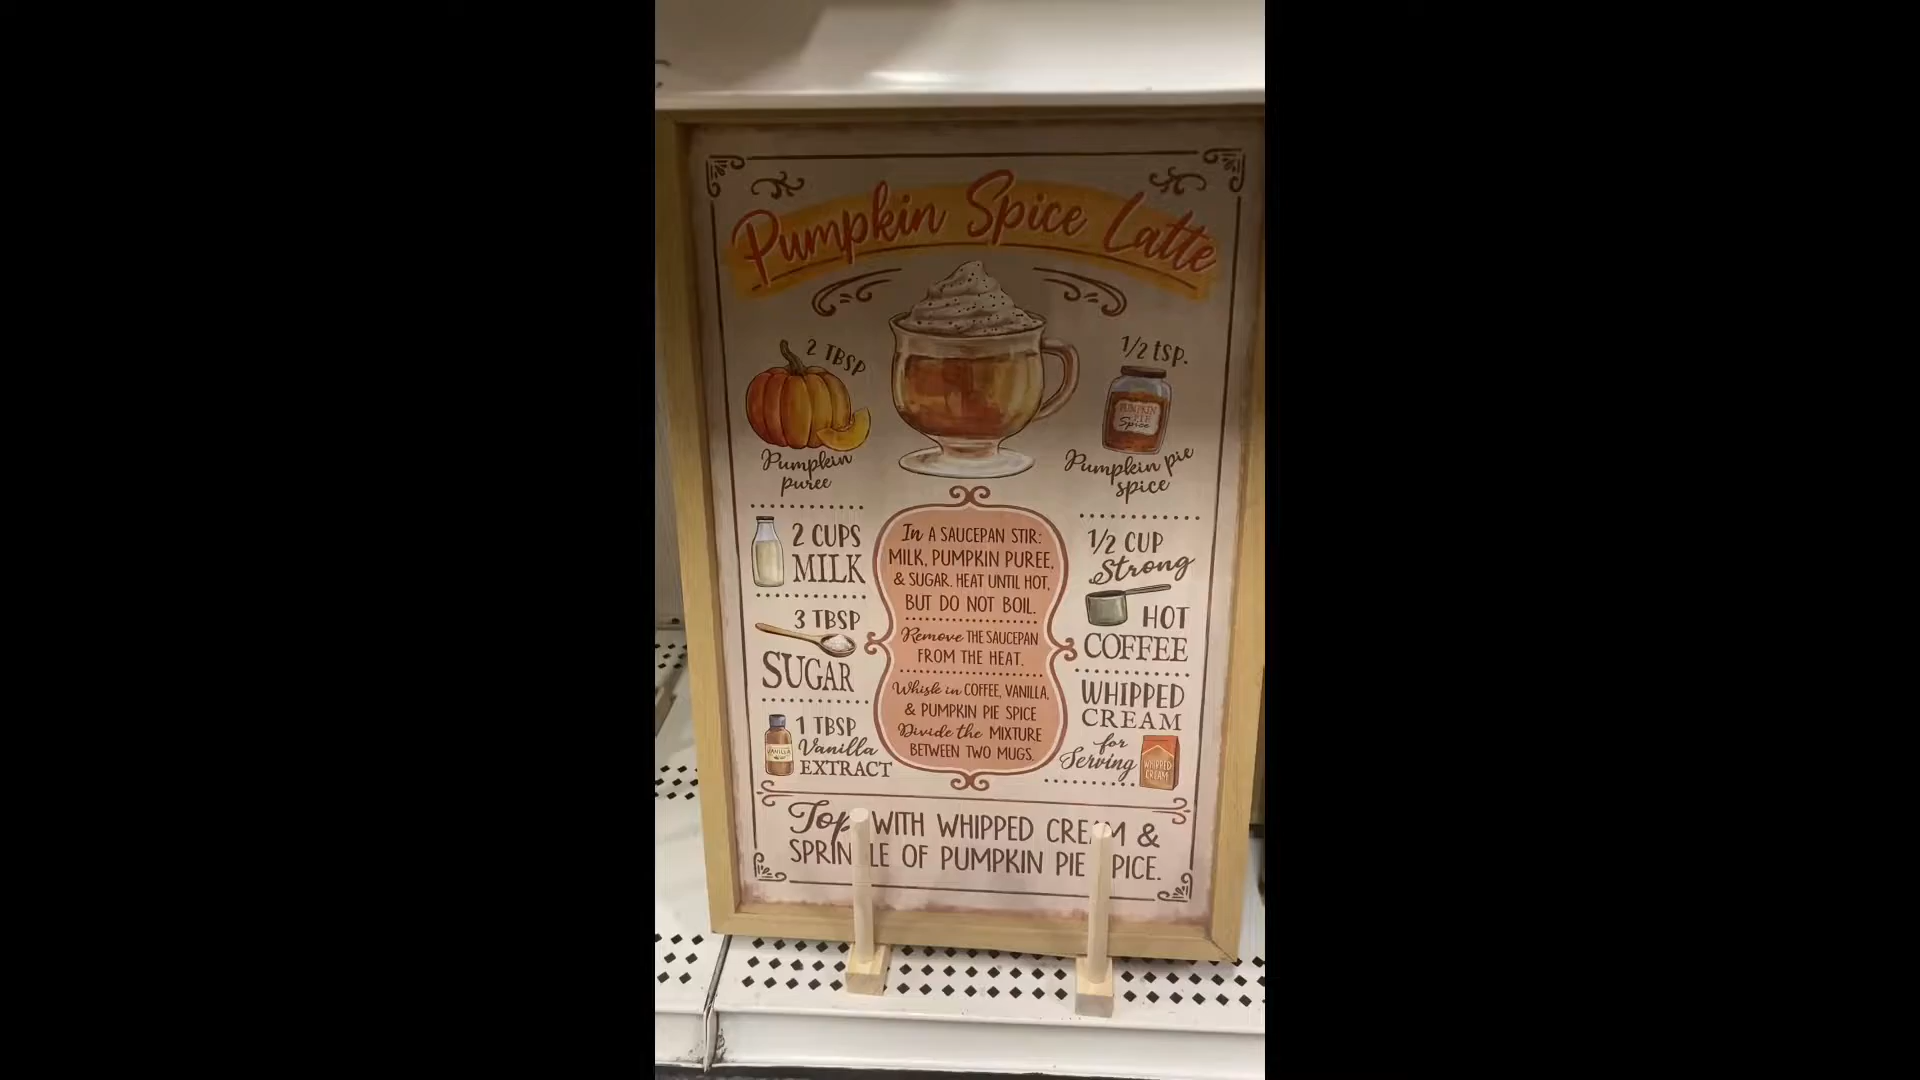 Pumpkin Spice Latte
2 TBSP
Pumpkin
puree
1/2 tsp.
PUMPKIN
PIE
Spice
Pumpkin pie
spice
2 CUPS
MILK
3 TBSP
SUGAR
1 TBSP
Vanilla
EXTRACT
VANILLA
In A SAUCEPAN STIR:
MILK, PUMPKIN PUREE,
& SUGAR. HEAT UNTIL HOT,
BUT DO NOT BOIL.
Remove THE SAUCEPAN
FROM THE HEAT.
Whisk in COFFEE, VANILLA,
& PUMPKIN PIE SPICE
Divide the MIXTURE
BETWEEN TWO MUGS.
1/2 CUP
Strong
HOT
COFFEE
WHIPPED
CREAM
for
Serving
WHIPPED
CREAM
Top WITH WHIPPED CREAM &
SPRINKLE OF PUMPKIN PIE SPICE.